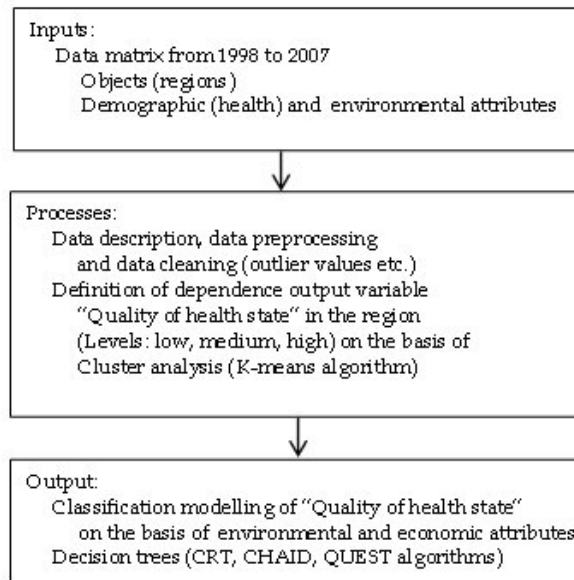 Inputs:
Data matrix from 1998 to 2007
Objects (regions)
Demographic (health) and environmental attributes
Processes:
Data description, data preprocessing
and data cleaning (outlier values etc.)
Definition of dependence output variable
“Quality of health state“ in the region
(Levels: low, medium, high) on the basis of
Cluster analysis (K-means algorithm)
Output:
Classification modelling of “Quality of health state“
on the basis of environmental and economic attributes
Decision trees (CRT, CHAID, QUEST algorithms)